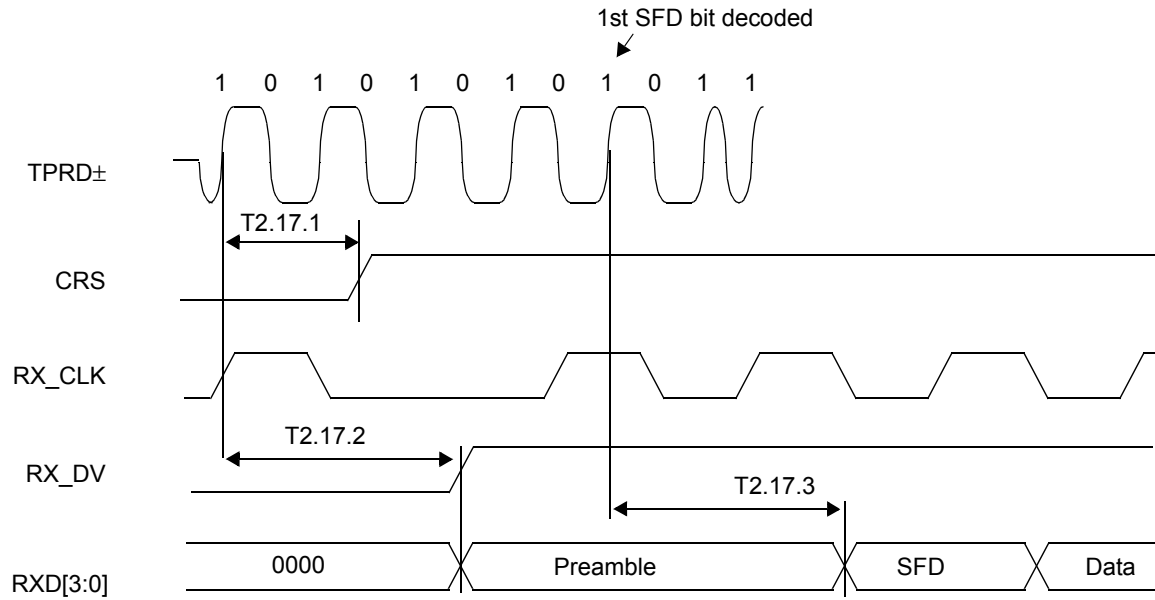 1st SFD bit decoded
1 0 1 0 1 0 1 0 1 0 1 1
TPRD±
T2.17.1
CRS
RX_CLK
T2.17.2
RX_DV
T2.17.3
RXD[3:0] 0000 Preamble SFD Data